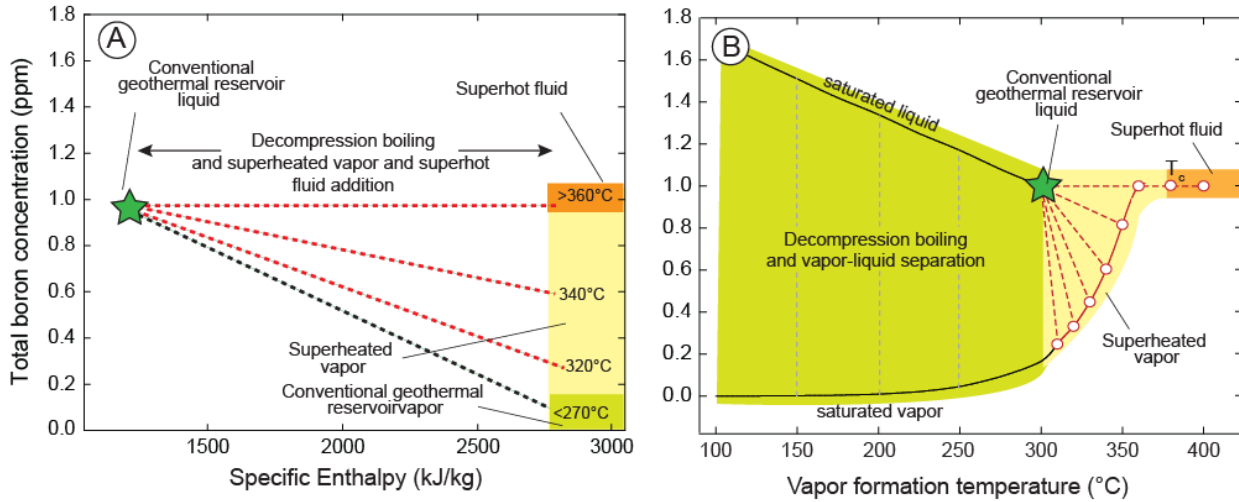 A
Total boron concentration (ppm)
1.8
1.6
1.4
1.2
1.0
0.8
0.6
0.4
0.2
0.0
Conventional
geothermal reservoir
liquid
Superhot fluid
Decompression boiling
and superheated vapor and superhot
fluid addition
>360°C
340°C
320°C
<270°C
Superheated
vapor
Conventional geothermal
reservoirvapor
1500
2000
2500
3000
Specific Enthalpy (kJ/kg)
B
1.8
1.6
1.4
1.2
1.0
0.8
0.6
0.4
0.2
0.0
saturated liquid
Conventional
geothermal reservoir
liquid
Superhot fluid
Tc
Decompression boiling
and vapor-liquid separation
Superheated
vapor
saturated vapor
100
150
200
250
300
350
400
Vapor formation temperature (°C)